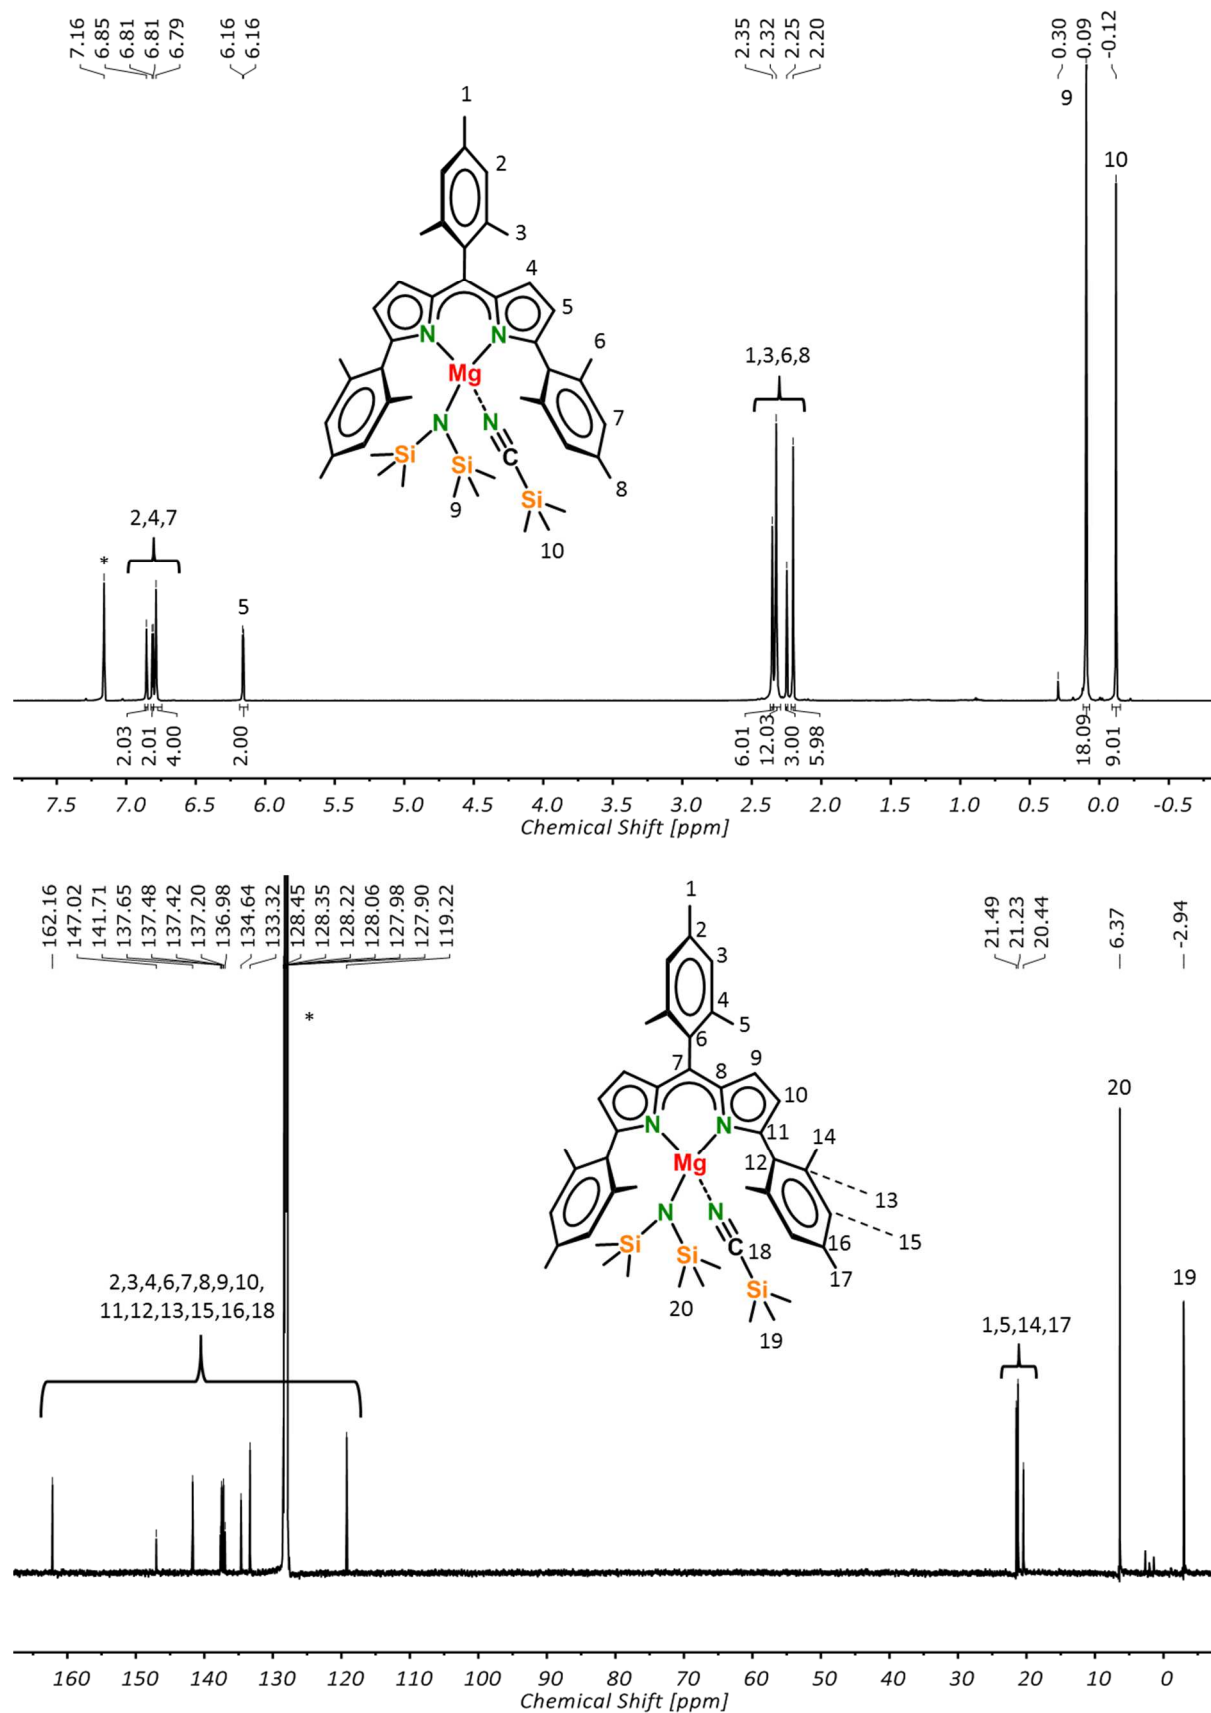 7.16 6.85 6.81 6.81 6.79 6.16 6.16 2.35 2.32 2.25 2.20 0.30 0.09 -0.12
9
1
10
2
3
4
5
6
N N
1,3,6,8
Mg
7
N N
Si C
Si
8
Si
9
2,4,7
10
*
5
2.03 2.01 4.00 2.00 6.01 12.03 3.00 5.98 18.09 9.01
7.5 7.0 6.5 6.0 5.5 5.0 4.5 4.0 3.5 3.0 2.5 2.0 1.5 1.0 0.5 0.0 -0.5
Chemical Shift [ppm]
162.16 147.02 141.71 137.65 137.48 137.42 137.20 136.98 134.64 133.32 128.45 128.35 128.22 128.06 127.98 127.90 119.22 21.49 21.23 20.44 6.37 -2.94
1
2
3
4
*
5
6
7 8 9
10
20
N N 11
14
Mg 12
13
N N
15
Si C 16
Si 18
17
19
2,3,4,6,7,8,9,10,
11,12,13,15,16,18
Si
20
1,5,14,17
19
160 150 140 130 120 110 100 90 80 70 60 50 40 30 20 10 0
Chemical Shift [ppm]